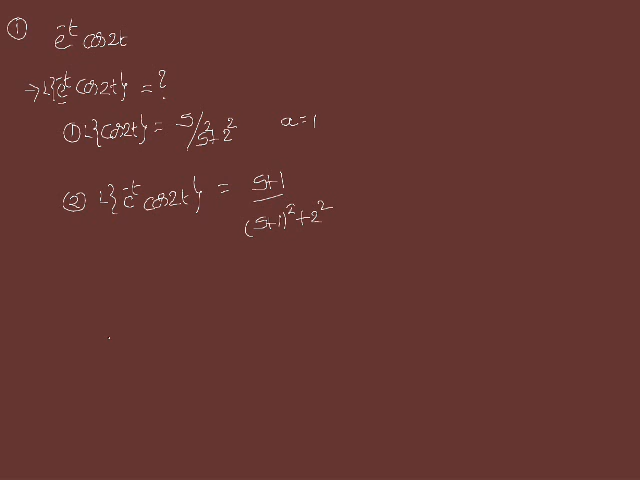 ① e^-t cos2t
→ L{e^-t cos2t} = ?
① L{cos2t} = s/s²+2² a=1
② L{e^-t cos2t} = s+1/(s+1)²+2²